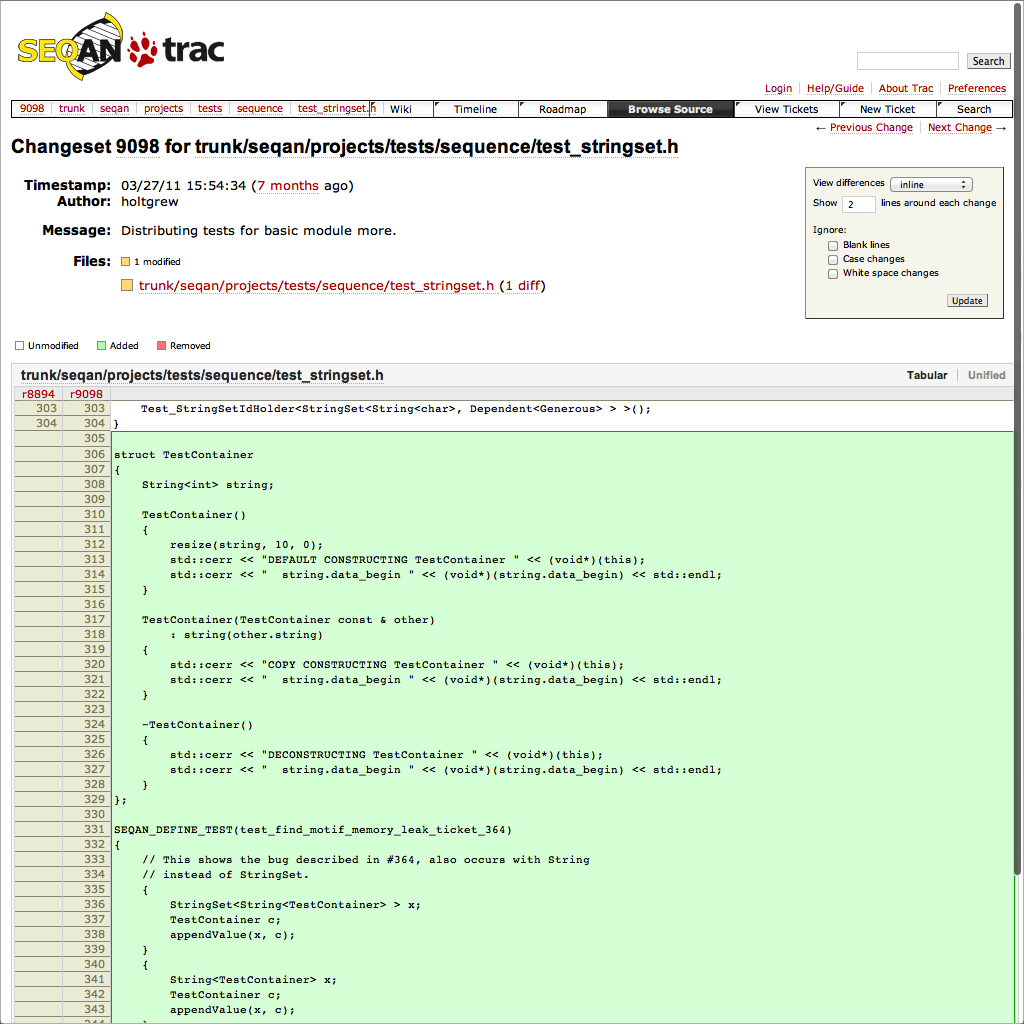 SEQAN trac
Search
Login Help/Guide About Trac Preferences
9098 trunk seqan projects tests sequence test_stringset.h Wiki Timeline Roadmap Browse Source View Tickets New Ticket Search
← Previous Change Next Change →
Changeset 9098 for trunk/seqan/projects/tests/sequence/test_stringset.h
Timestamp: 03/27/11 15:54:34 (7 months ago)
Author: holtgrew
Message: Distributing tests for basic module more.
Files: 1 modified
trunk/seqan/projects/tests/sequence/test_stringset.h (1 diff)
View differences inline
Show 2 lines around each change
Ignore:
Blank lines
Case changes
White space changes
Update
Unmodified Added Removed
trunk/seqan/projects/tests/sequence/test_stringset.h Tabular Unified
r8894 r9098
303 303     Test_StringSetIdHolder<StringSet<String<char>, Dependent<Generous> > >();
304 304 }
305
306 struct TestContainer
307 {
308     String<int> string;
309
310     TestContainer()
311     {
312         resize(string, 10, 0);
313         std::cerr << "DEFAULT CONSTRUCTING TestContainer " << (void*)(this);
314         std::cerr << "  string.data_begin " << (void*)(string.data_begin) << std::endl;
315     }
316
317     TestContainer(TestContainer const & other)
318         : string(other.string)
319     {
320         std::cerr << "COPY CONSTRUCTING TestContainer " << (void*)(this);
321         std::cerr << "  string.data_begin " << (void*)(string.data_begin) << std::endl;
322     }
323
324     ~TestContainer()
325     {
326         std::cerr << "DECONSTRUCTING TestContainer " << (void*)(this);
327         std::cerr << "  string.data_begin " << (void*)(string.data_begin) << std::endl;
328     }
329 };
330
331 SEQAN_DEFINE_TEST(test_find_motif_memory_leak_ticket_364)
332 {
333     // This shows the bug described in #364, also occurs with String
334     // instead of StringSet.
335     {
336         StringSet<String<TestContainer> > x;
337         TestContainer c;
338         appendValue(x, c);
339     }
340     {
341         String<TestContainer> x;
342         TestContainer c;
343         appendValue(x, c);